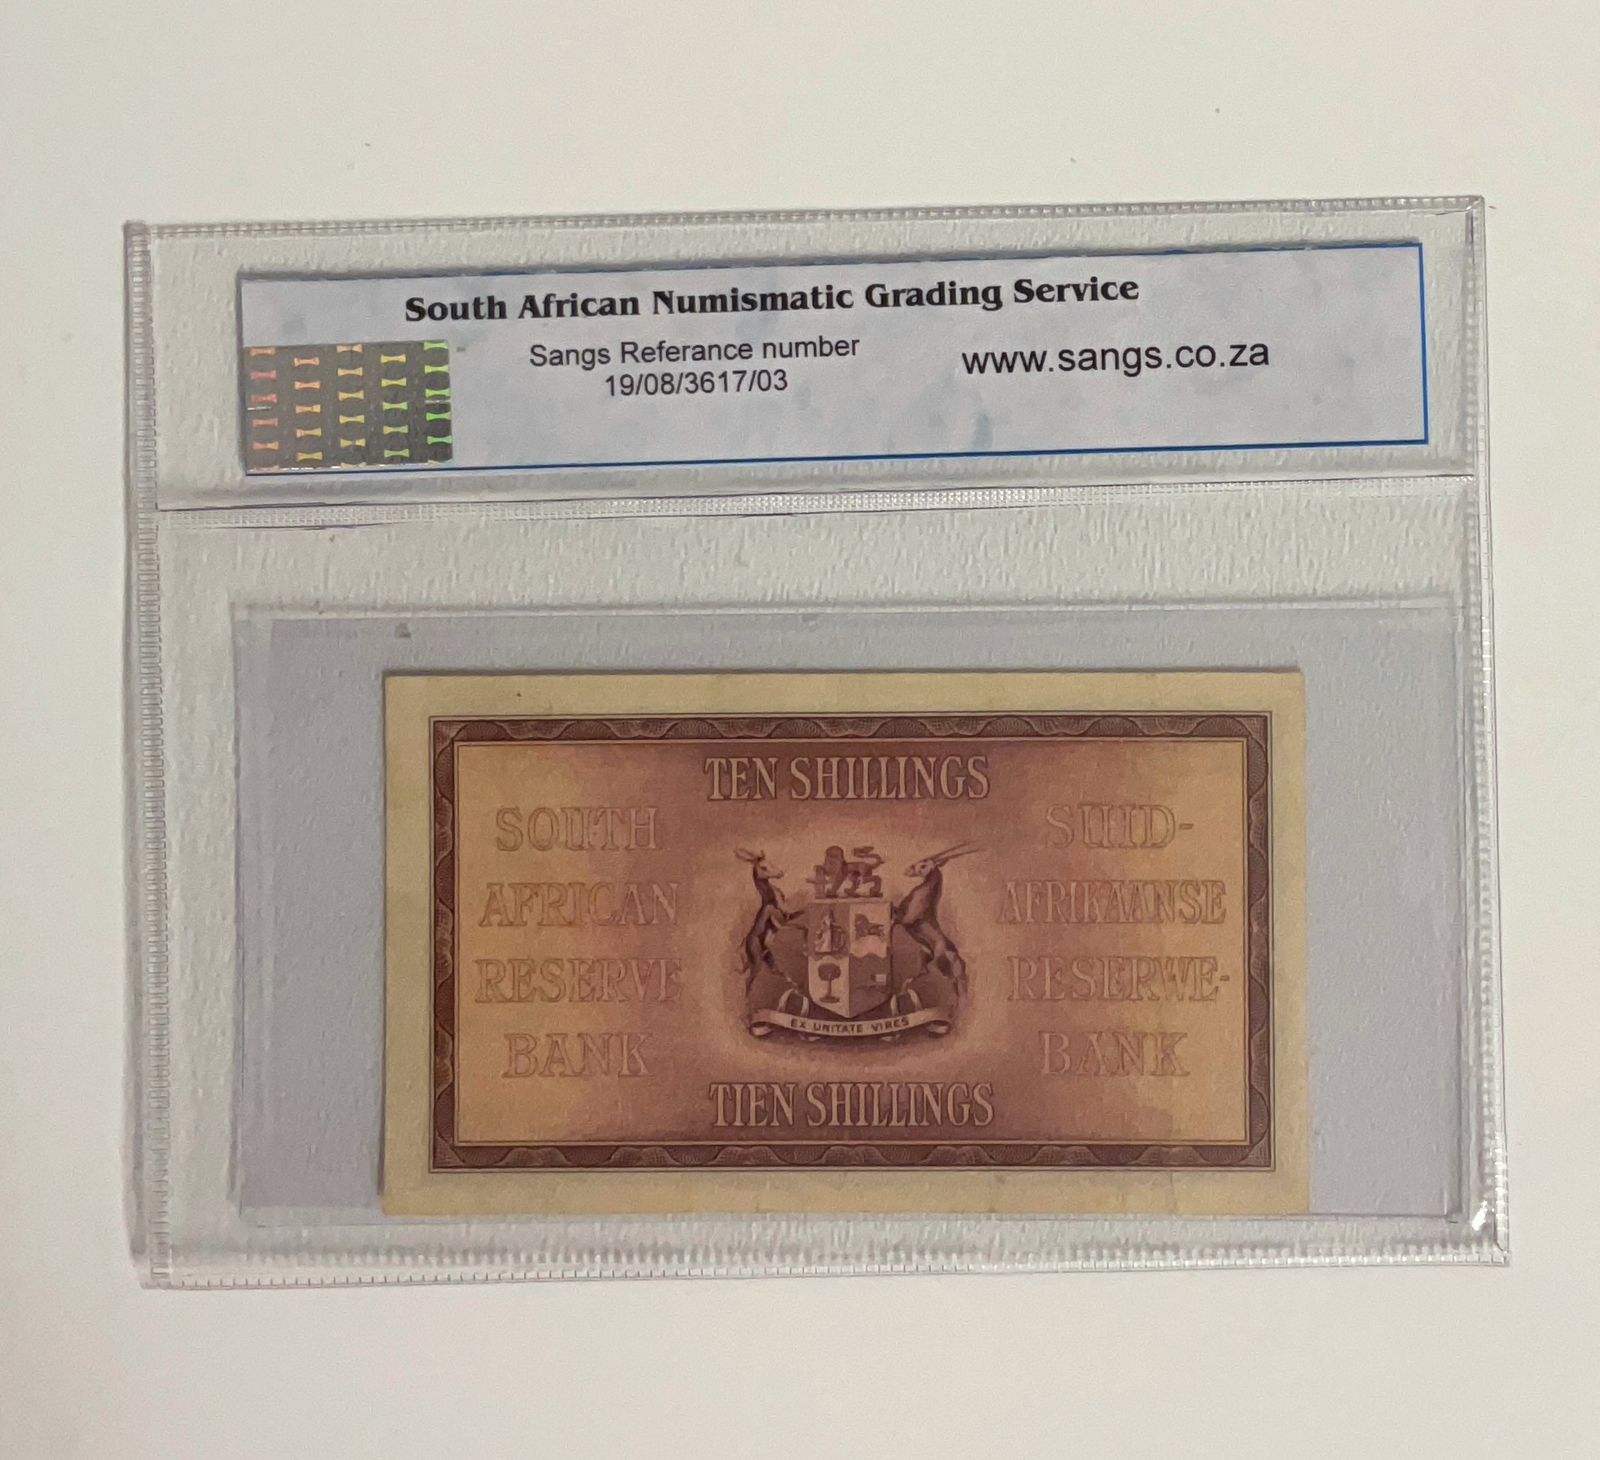 South African Numismatic Grading Service
Sangs Referance number
19/08/3617/03
www.sangs.co.za
TEN SHILLINGS
SOUTH
AFRICAN
RESERVE
BANK
SUID-
AFRIKAANSE
RESERWE-
BANK
EX UNITATE VIRES
TIEN SHILLINGS